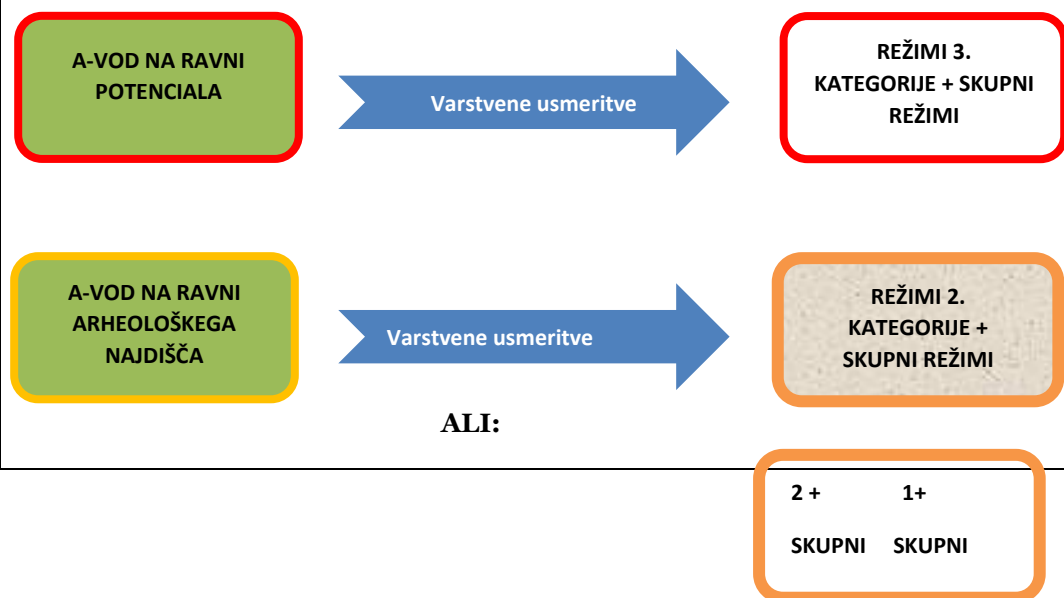 A-VOD NA RAVNI
POTENCIALA
Varstvene usmeritve
REŽIMI 3.
KATEGORIJE + SKUPNI
REŽIMI
A-VOD NA RAVNI
ARHEOLOŠKEGA
NAJDIŠČA
Varstvene usmeritve
REŽIMI 2.
KATEGORIJE +
SKUPNI REŽIMI
ALI:
2 + 1+
SKUPNI SKUPNI